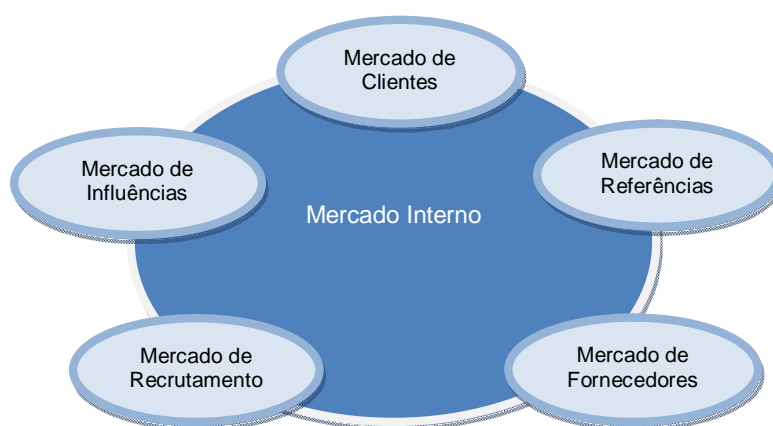 Mercado de
Clientes
Mercado de
Influências
Mercado de
Referências
Mercado Interno
Mercado de
Recrutamento
Mercado de
Fornecedores